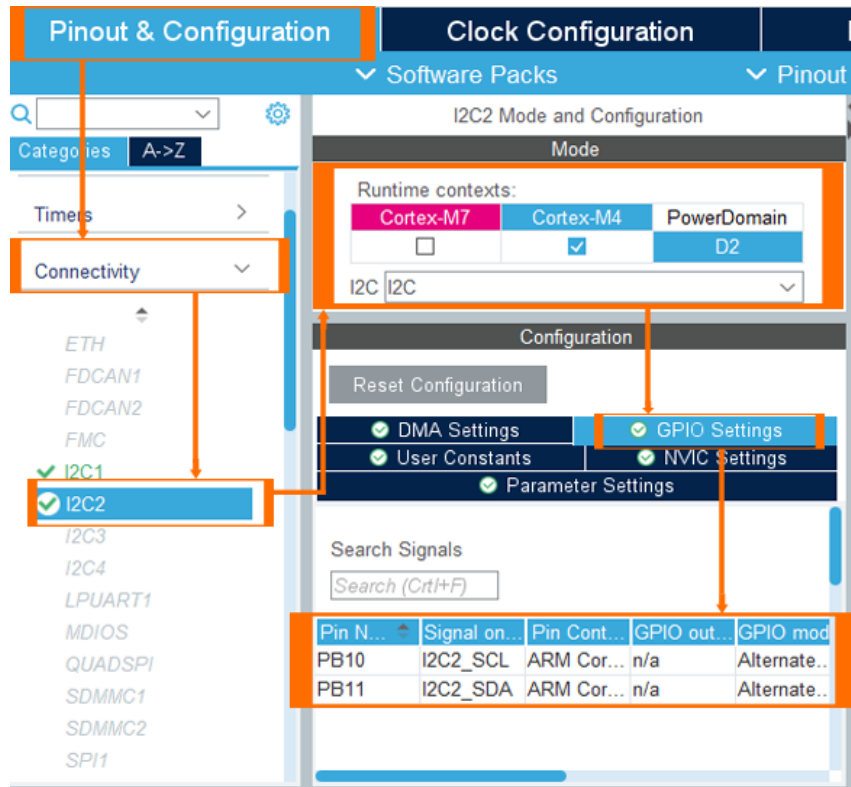 Pinout & Configuration
Clock Configuration
Software Packs
Pinout
Categories
A->Z
Timers
Connectivity
ETH
FDCAN1
FDCAN2
FMC
I2C1
I2C2
I2C3
I2C4
LPUART1
MDIOS
QUADSPI
SDMMC1
SDMMC2
SPI1
I2C2 Mode and Configuration
Mode
Runtime contexts:
Cortex-M7 Cortex-M4 PowerDomain
D2
I2C I2C
Configuration
Reset Configuration
DMA Settings GPIO Settings
User Constants NVIC Settings
Parameter Settings
Search Signals
Search (Crtl+F)
Pin N... Signal on... Pin Cont... GPIO out... GPIO mod
PB10 I2C2_SCL ARM Cor... n/a Alternate..
PB11 I2C2_SDA ARM Cor... n/a Alternate..